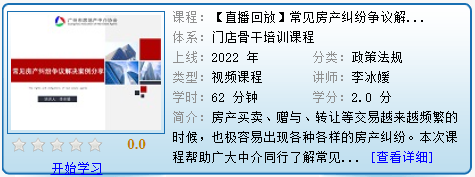 课程：【直播回放】常见房产纠纷争议解...
体系：门店骨干培训课程
上线：2022 年 分类：政策法规
类型：视频课程 讲师：李冰媛
学时：62 分钟 学分：2.0 分
简介：房产买卖、赠与、转让等交易越来越频繁的
时候，也极容易出现各种各样的房产纠纷。本次课
程帮助广大中介同行了解常见... [查看详细]
常见房产纠纷争议解决案例分享
0.0
开始学习